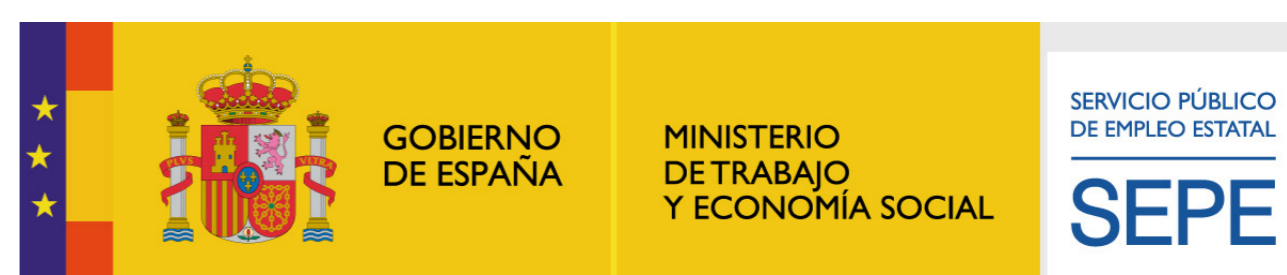 PLVS VLTRA
GOBIERNO
DE ESPAÑA
MINISTERIO
DE TRABAJO
Y ECONOMÍA SOCIAL
SERVICIO PÚBLICO
DE EMPLEO ESTATAL
SEPE